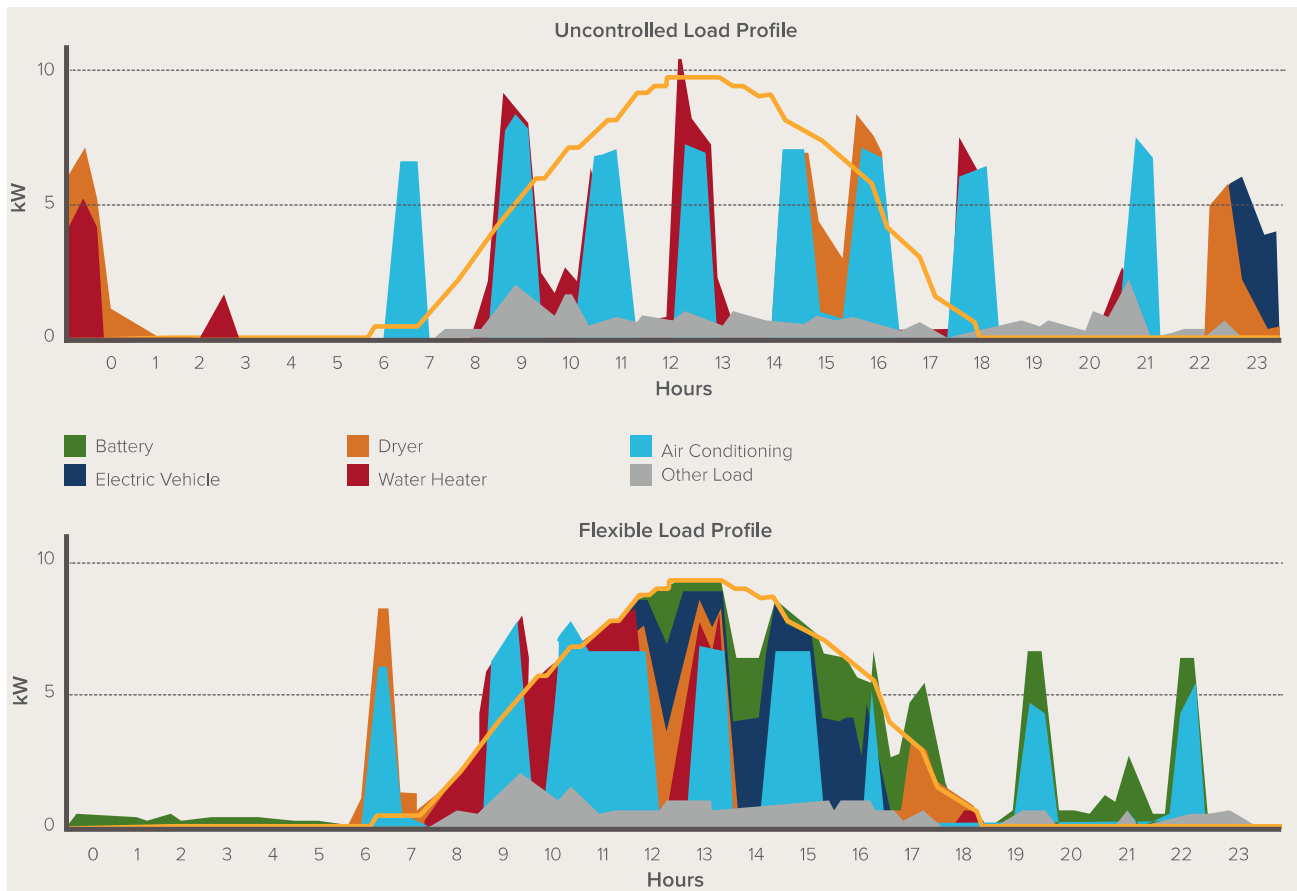 Uncontrolled Load Profile
10
5
0
kW
0 1 2 3 4 5 6 7 8 9 10 11 12 13 14 15 16 17 18 19 20 21 22 23
Hours
Battery
Dryer
Air Conditioning
Electric Vehicle
Water Heater
Other Load
Flexible Load Profile
10
5
0
kW
0 1 2 3 4 5 6 7 8 9 10 11 12 13 14 15 16 17 18 19 20 21 22 23
Hours